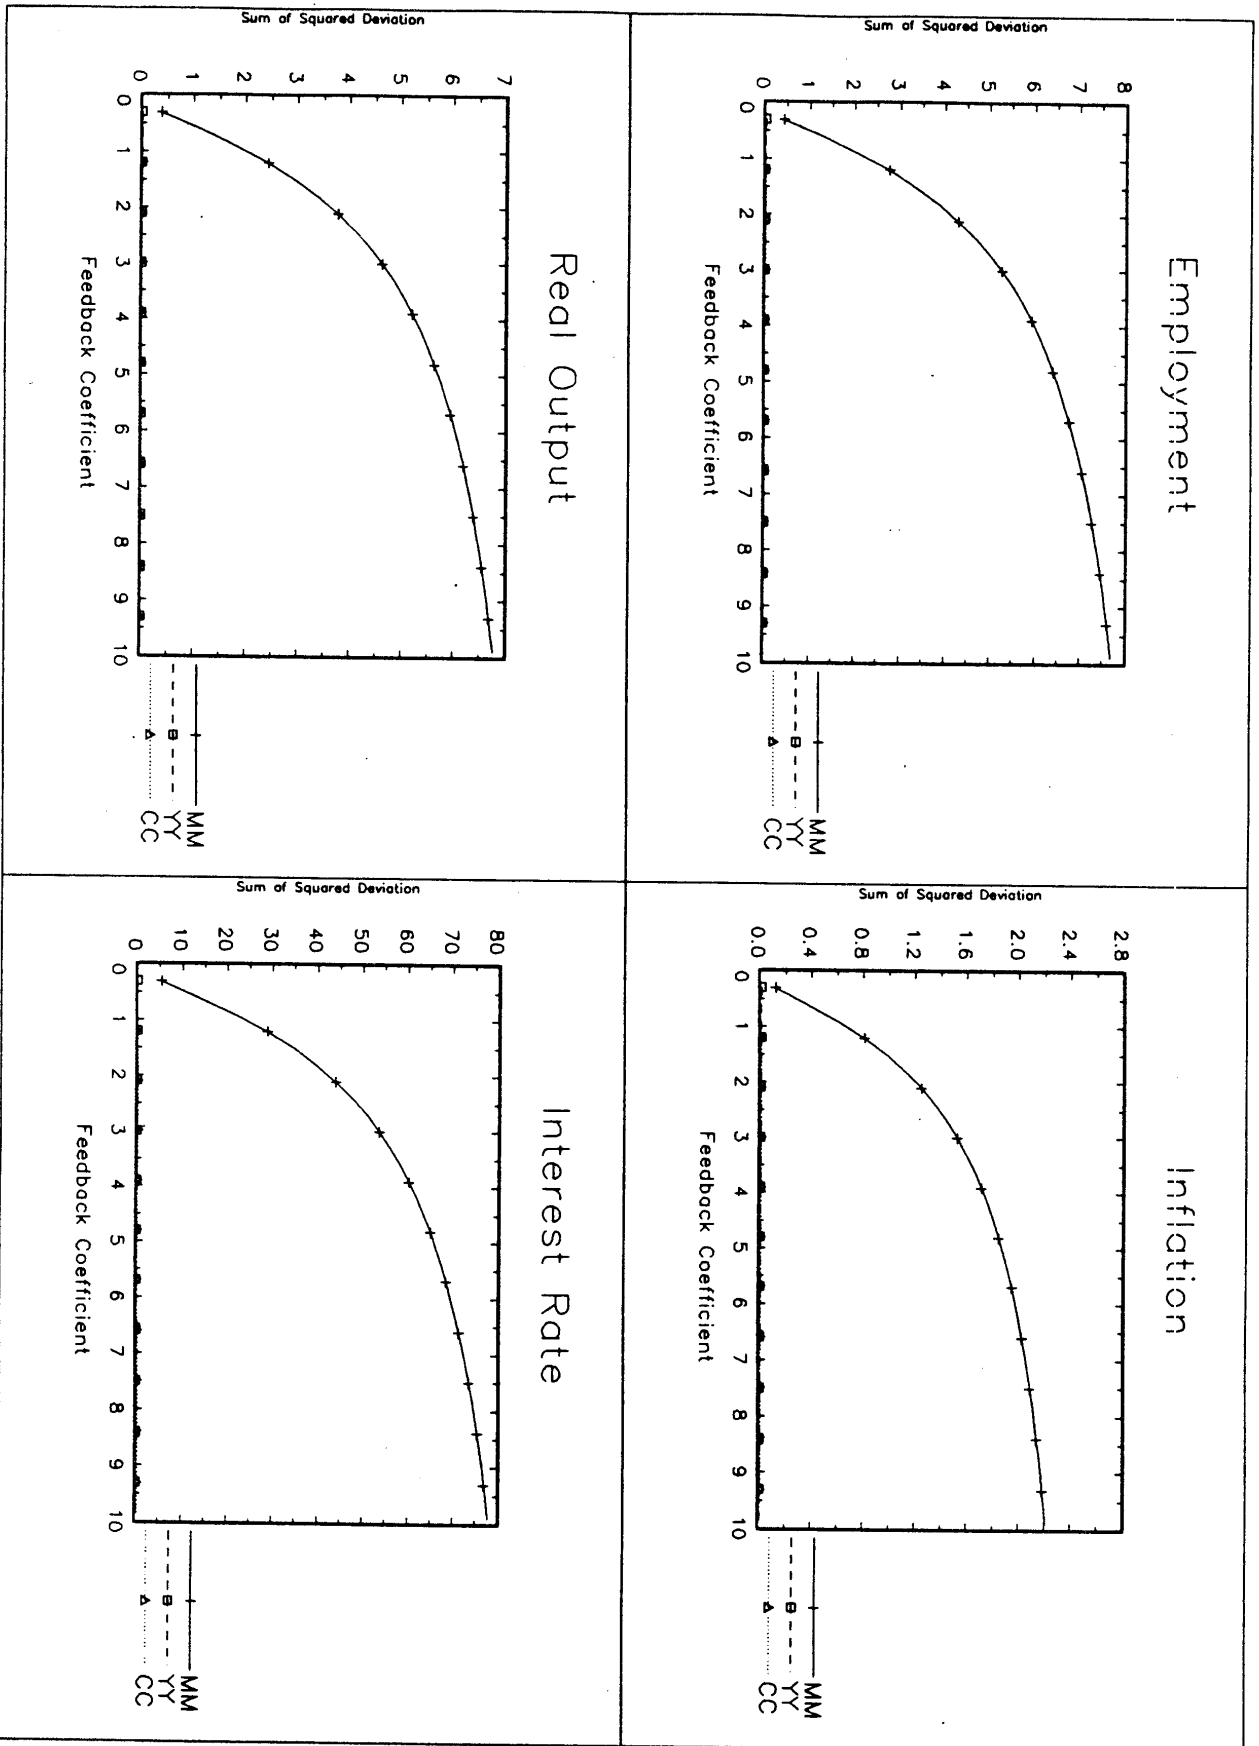 Employment
Sum of Squared Deviation
8
7
6
5
4
3
2
1
0
0 1 2 3 4 5 6 7 8 9 10
Feedback Coefficient
MM
YY
CC
Inflation
Sum of Squared Deviation
2.8
2.4
2.0
1.6
1.2
0.8
0.4
0.0
0 1 2 3 4 5 6 7 8 9 10
Feedback Coefficient
MM
YY
CC
Real Output
Sum of Squared Deviation
7
6
5
4
3
2
1
0
0 1 2 3 4 5 6 7 8 9 10
Feedback Coefficient
MM
YY
CC
Interest Rate
Sum of Squared Deviation
80
70
60
50
40
30
20
10
0
0 1 2 3 4 5 6 7 8 9 10
Feedback Coefficient
MM
YY
CC